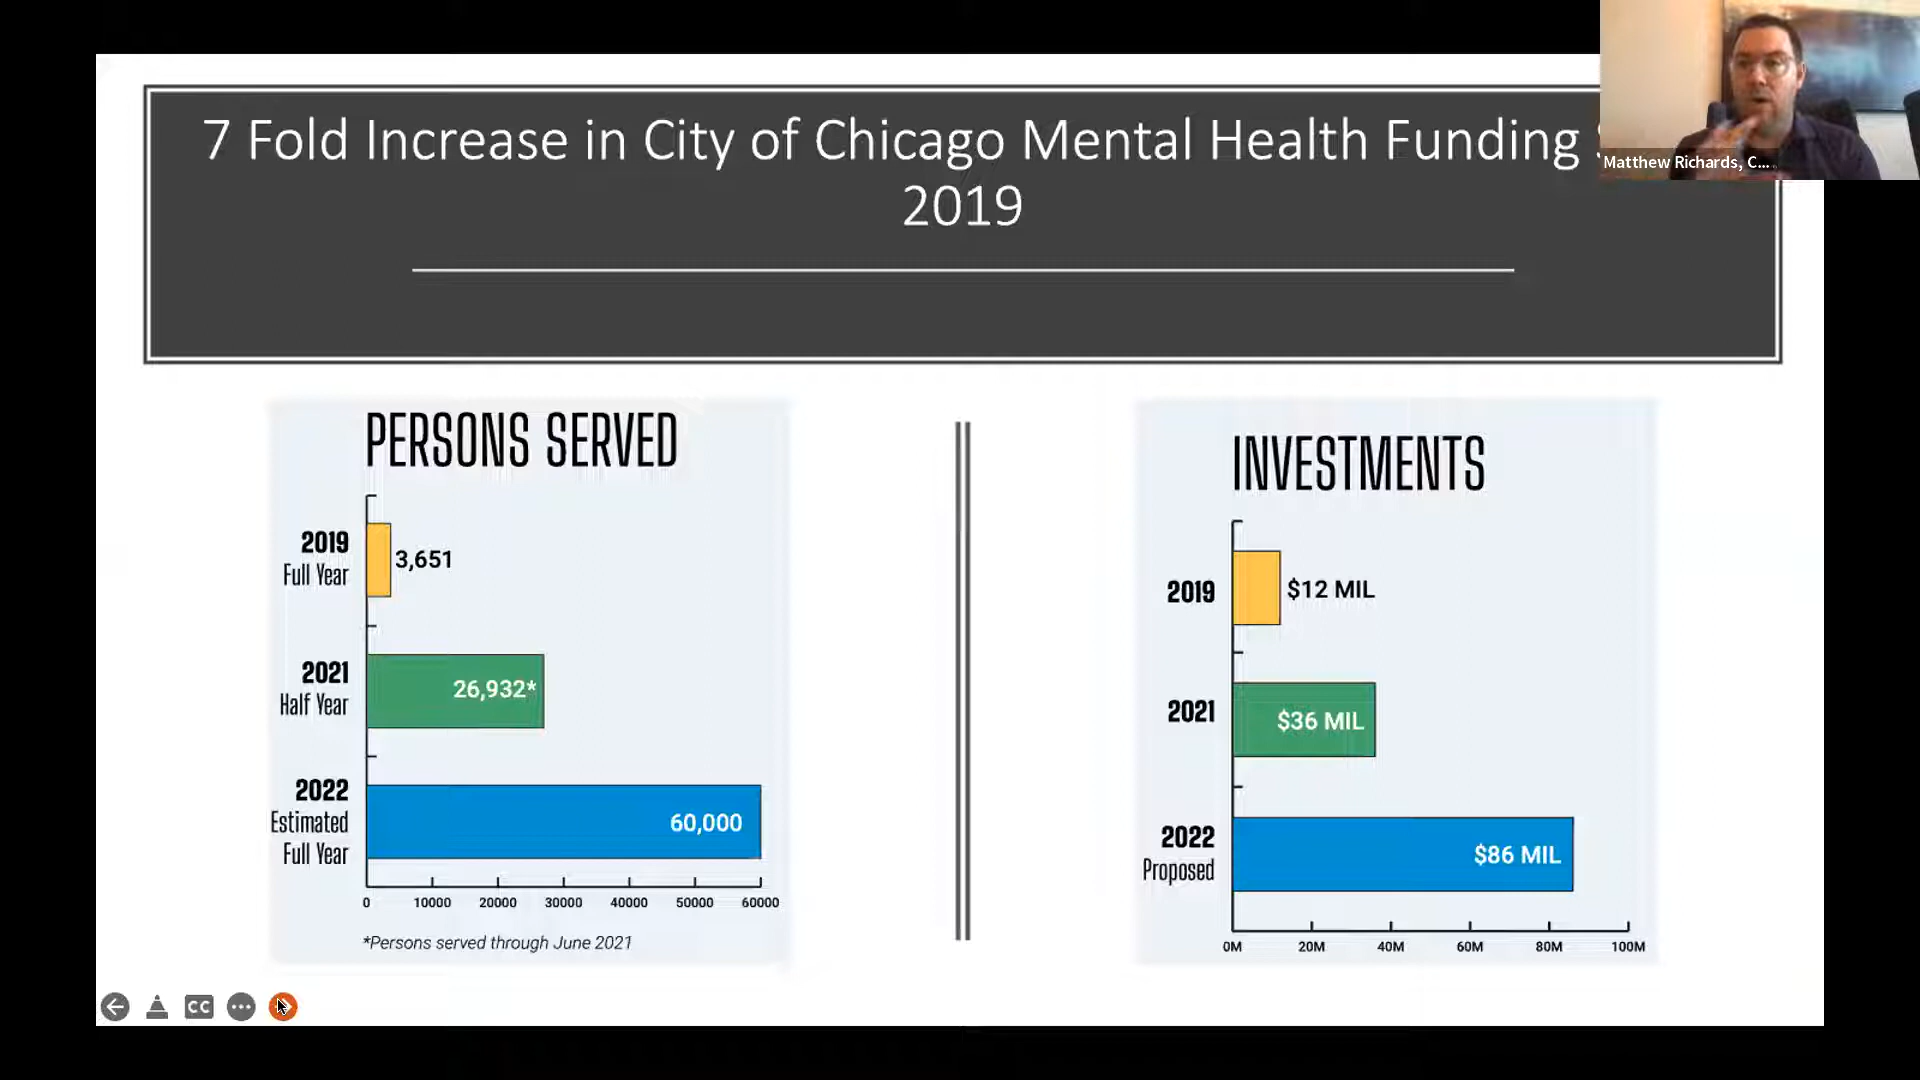 7 Fold Increase in City of Chicago Mental Health Funding
2019
Matthew Richards, C...
PERSONS SERVED
2019
Full Year
3,651
2021
Half Year
26,932*
2022
Estimated
Full Year
60,000
0 10000 20000 30000 40000 50000 60000
*Persons served through June 2021
INVESTMENTS
2019
$12 MIL
2021
$36 MIL
2022
Proposed
$86 MIL
0M 20M 40M 60M 80M 100M
CC